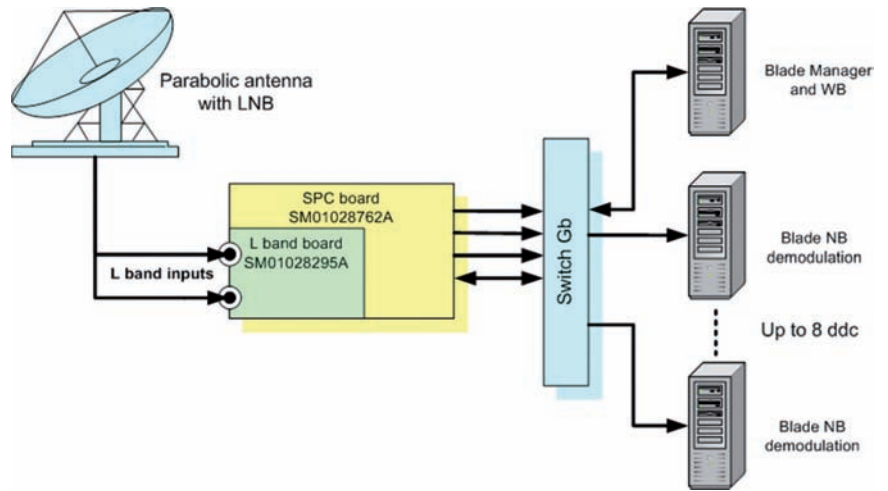 Parabolic antenna
with LNB
SPC board
SM01028762A
L band board
SM01028295A
L band inputs
Switch Gb
Blade Manager
and WB
Blade NB
demodulation
Up to 8 ddc
Blade NB
demodulation